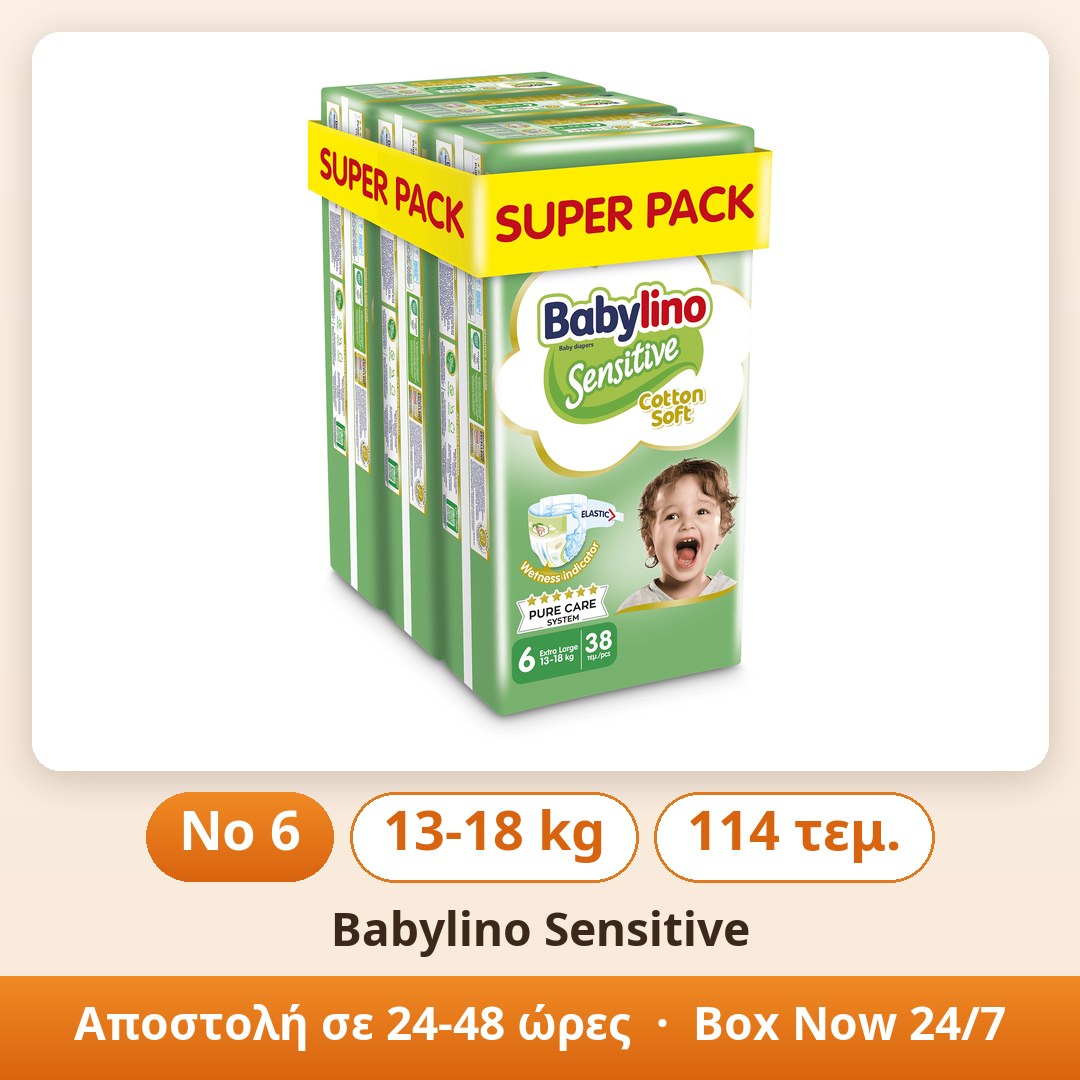 SUPER PACK
SUPER PACK
Babylino
Baby diapers
Sensitive
Cotton
Soft
ELASTIC
Wetness indicator
PURE CARE
SYSTEM
6 Extra Large
13-18 kg
38
τεμ./pcs
No 6
13-18 kg
114 τεμ.
Babylino Sensitive
Αποστολή σε 24-48 ώρες · Box Now 24/7